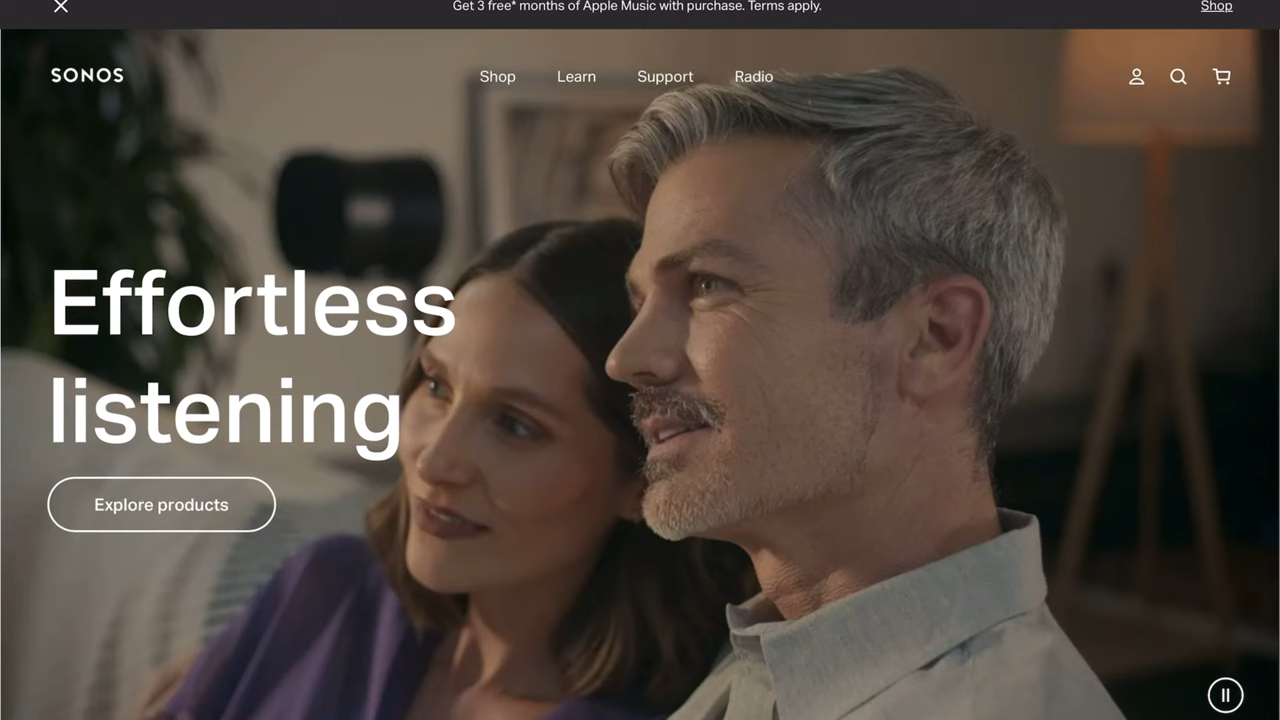 Get 3 free* months of Apple Music with purchase. Terms apply.
Shop
SONOS
Shop
Learn
Support
Radio
Effortless
listening
Explore products